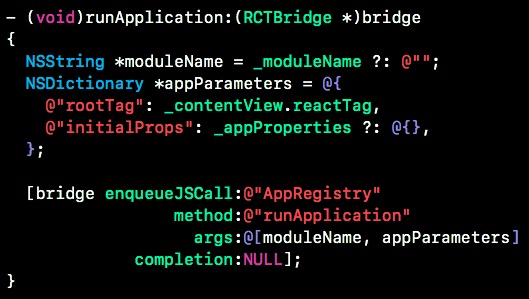 - (void)runApplication:(RCTBridge *)bridge
{
  NSString *moduleName = _moduleName ?: @"";
  NSDictionary *appParameters = @{
    @"rootTag": _contentView.reactTag,
    @"initialProps": _appProperties ?: @{},
  };

  [bridge enqueueJSCall:@"AppRegistry"
                 method:@"runApplication"
                   args:@[moduleName, appParameters]
             completion:NULL];
}